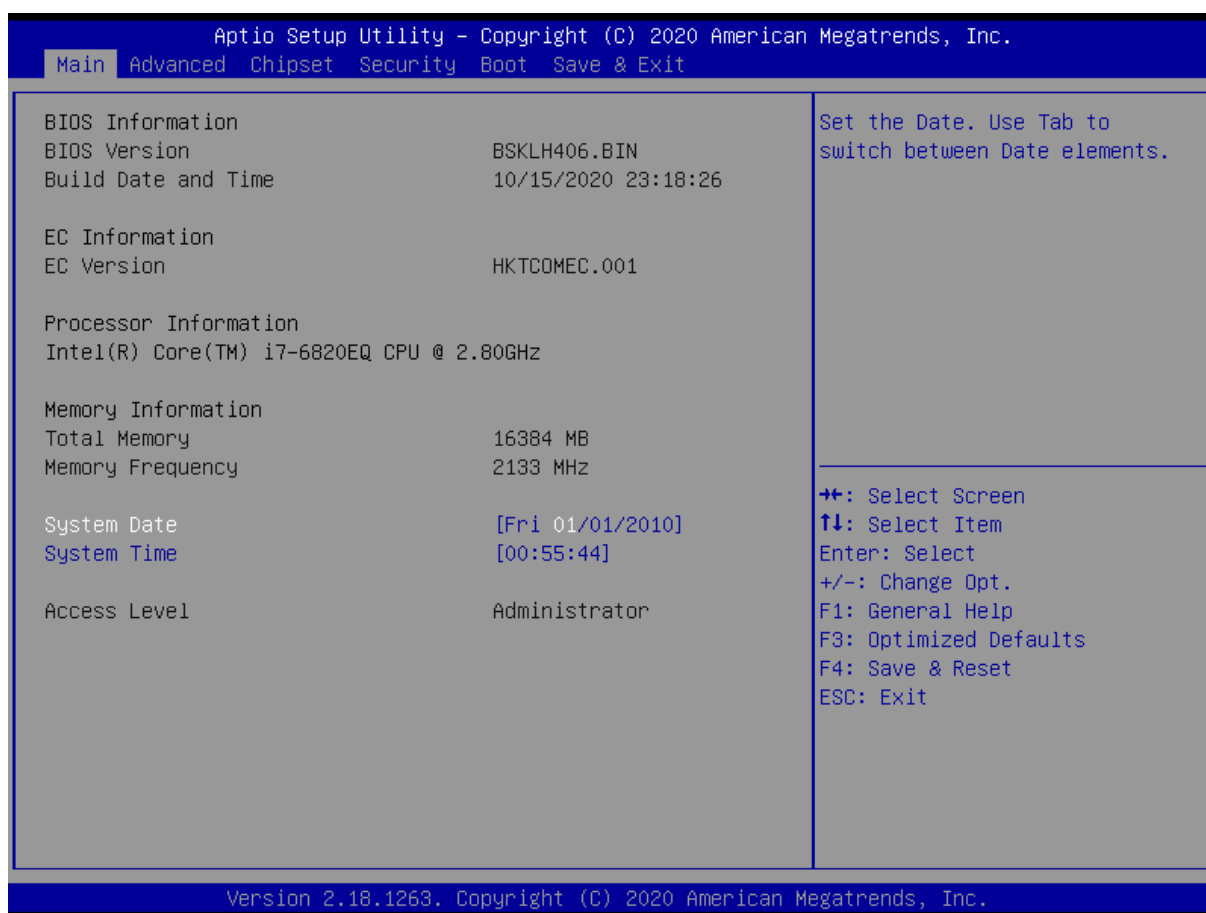 Aptio Setup Utility – Copyright (C) 2020 American Megatrends, Inc.
Main Advanced Chipset Security Boot Save & Exit
BIOS Information
BIOS Version BSKLH406.BIN
Build Date and Time 10/15/2020 23:18:26
EC Information
EC Version HKTCOMEC.001
Processor Information
Intel(R) Core(TM) i7-6820EQ CPU @ 2.80GHz
Memory Information
Total Memory 16384 MB
Memory Frequency 2133 MHz
System Date [Fri 01/01/2010]
System Time [00:55:44]
Access Level Administrator
Set the Date. Use Tab to
switch between Date elements.
→←: Select Screen
↑↓: Select Item
Enter: Select
+/-: Change Opt.
F1: General Help
F3: Optimized Defaults
F4: Save & Reset
ESC: Exit
Version 2.18.1263. Copyright (C) 2020 American Megatrends, Inc.